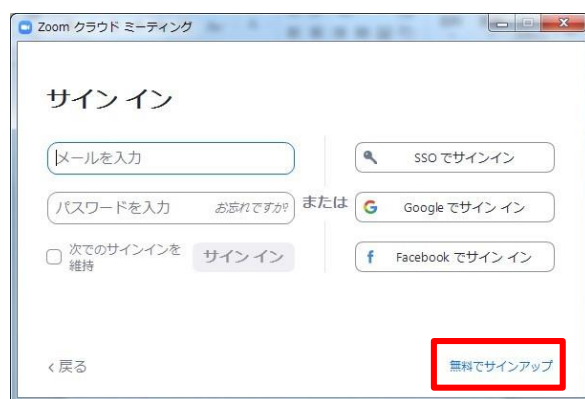 Zoom クラウド ミーティング
サイン イン
メールを入力
パスワードを入力 お忘れですか?
次でのサインインを
維持
サイン イン
または
SSO でサインイン
Google でサイン イン
Facebook でサイン イン
戻る
無料でサインアップ